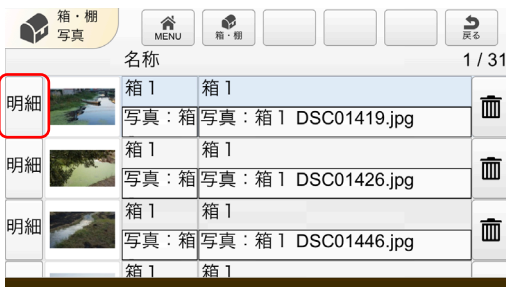 箱・棚
写真
MENU
箱・棚
戻る
名称
1 / 31
明細
箱１ 箱１
写真：箱 写真：箱１ DSC01419.jpg
明細
箱１ 箱１
写真：箱 写真：箱１ DSC01426.jpg
明細
箱１ 箱１
写真：箱 写真：箱１ DSC01446.jpg
箱１ 箱１